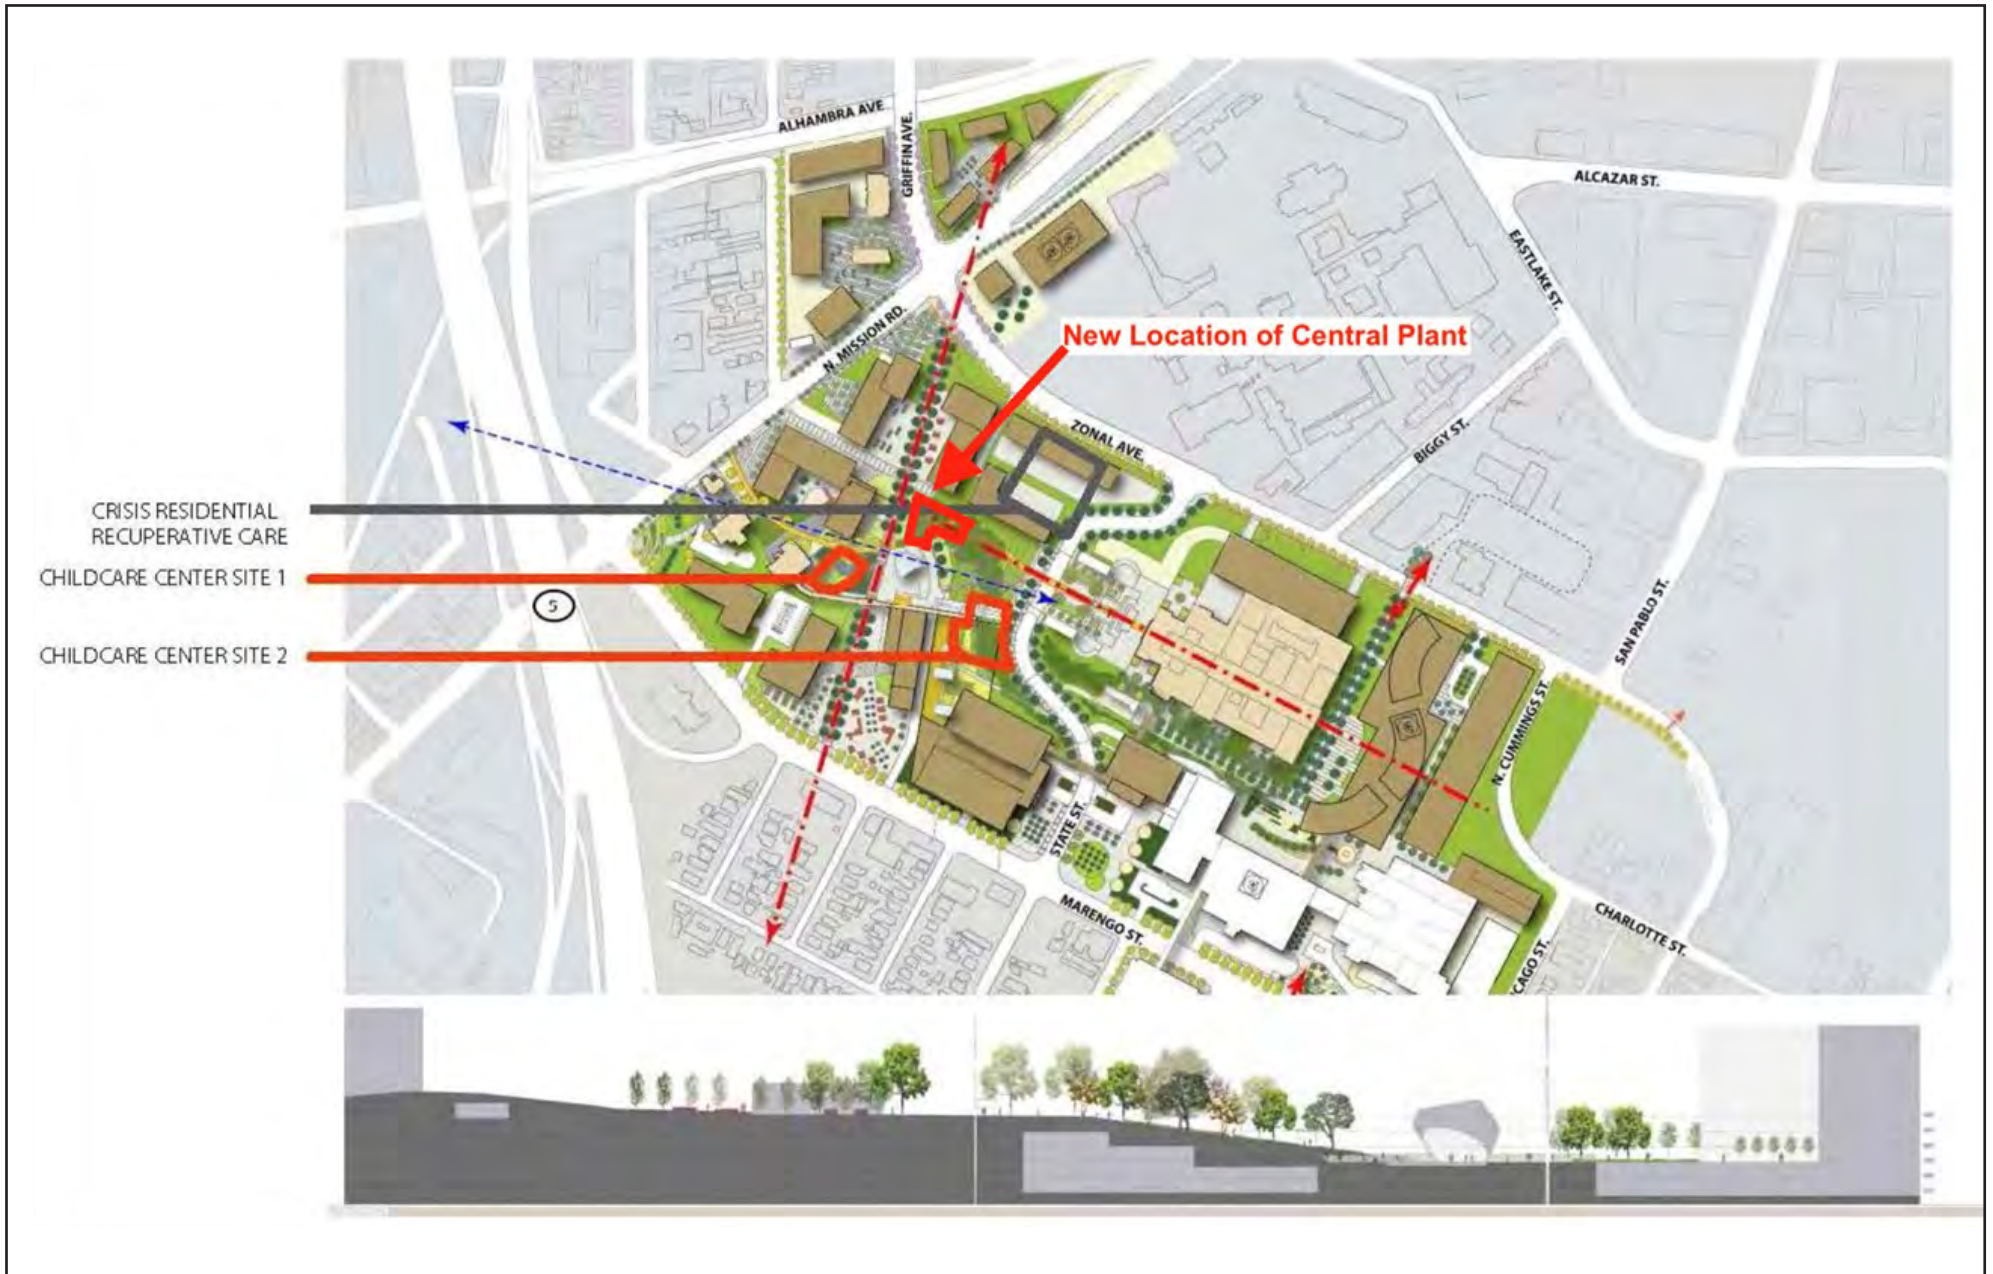 ALHAMBRA AVE
GRIFFIN AVE.
ALCAZAR ST.
EASTLAKE ST.
N. MISSION RD.
New Location of Central Plant
ZONAL AVE.
BIGGY ST.
CRISIS RESIDENTIAL
RECUPERATIVE CARE
CHILDCARE CENTER SITE 1
5
CHILDCARE CENTER SITE 2
SAN PABLO ST.
N. CUMMINGS ST.
STATE ST.
MARENGO ST.
CHARLOTTE ST.
ICAGO ST.